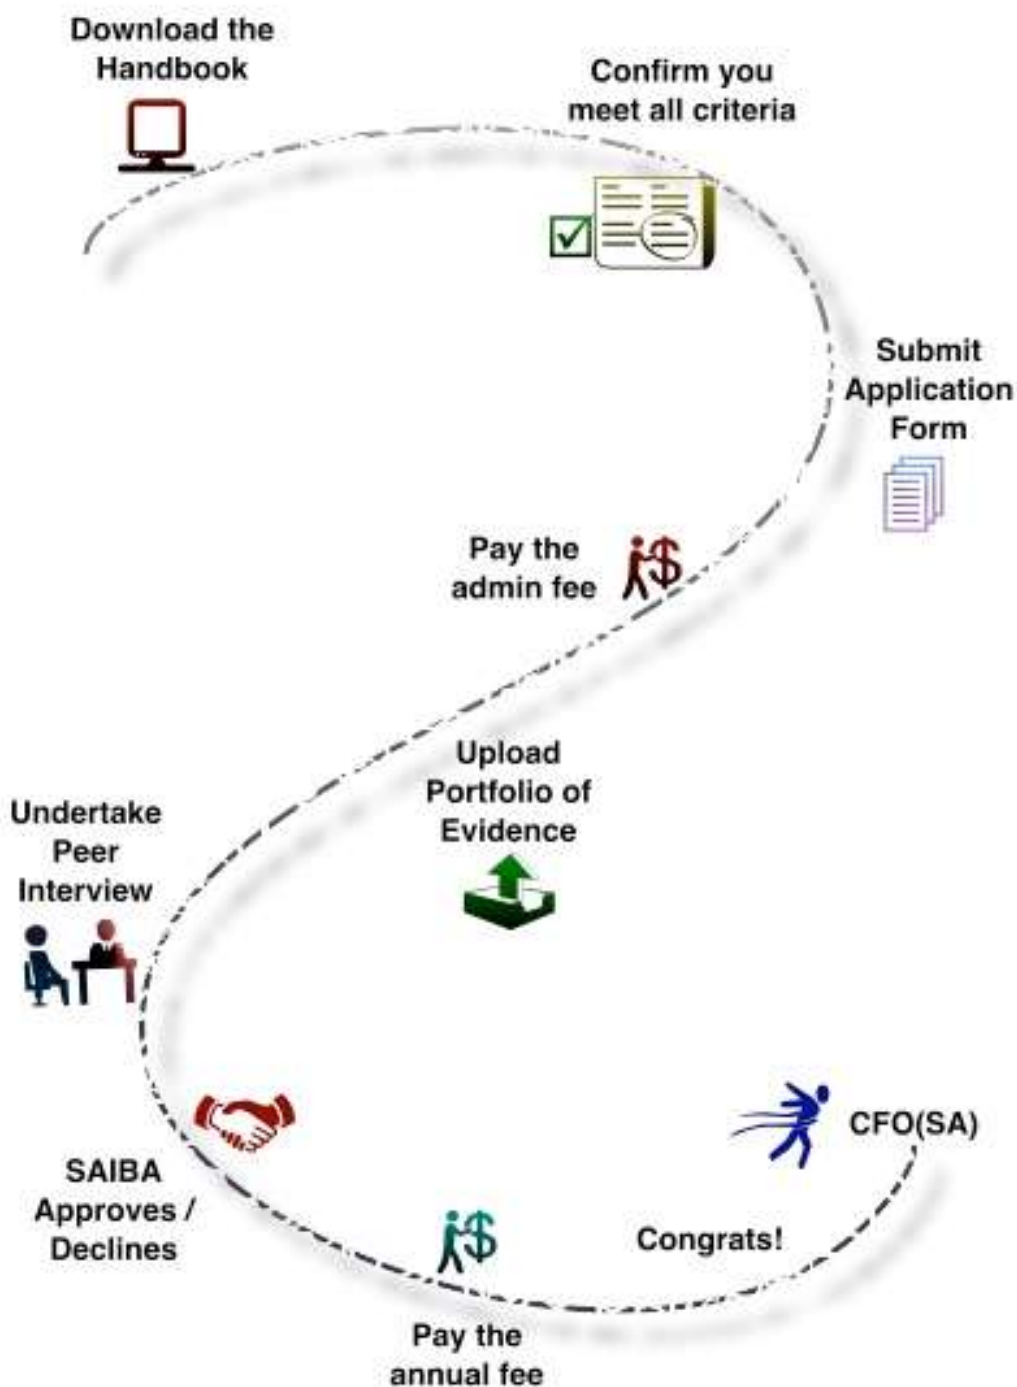 Download the
Handbook
Confirm you
meet all criteria
Submit
Application
Form
Pay the
admin fee
Upload
Portfolio of
Evidence
Undertake
Peer
Interview
SAIBA
Approves /
Declines
Pay the
annual fee
Congrats!
CFO(SA)